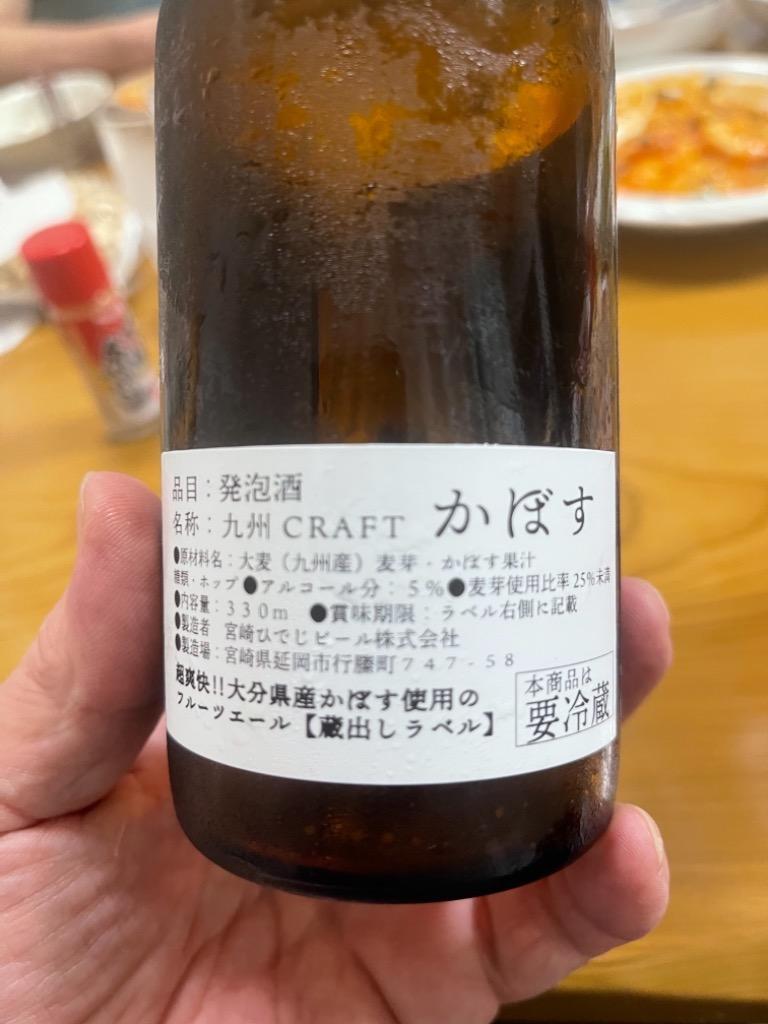 品目：発泡酒
名称：九州 CRAFT かぼす
●原材料名：大麦（九州産）麦芽・かぼす果汁
糖類・ホップ ●アルコール分：5％ ●麦芽使用比率25％未満
●内容量：330m ●賞味期限：ラベル右側に記載
●製造者 宮崎ひでじビール株式会社
●製造場：宮崎県延岡市行縢町747-58
超爽快!!大分県産かぼす使用の
フルーツエール【蔵出しラベル】
本商品は
要冷蔵